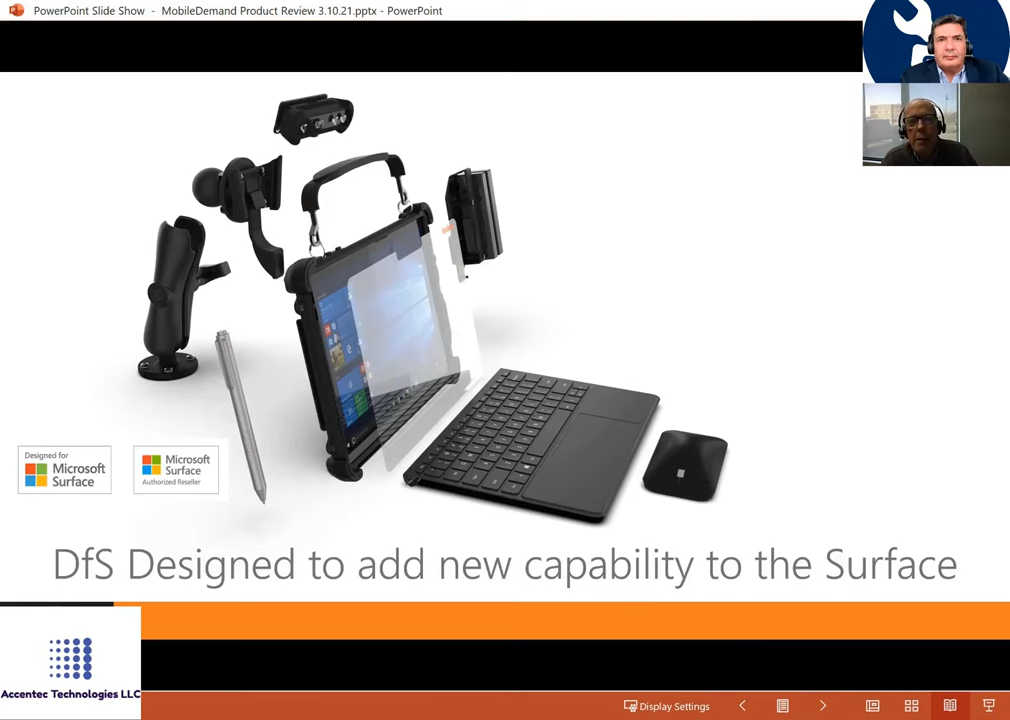 PowerPoint Slide Show - MobileDemand Product Review 3.10.21.pptx - PowerPoint
Designed for
Microsoft
Surface
Microsoft
Surface
Authorized Reseller
DfS Designed to add new capability to the Surface
Accentec Technologies LLC
Display Settings